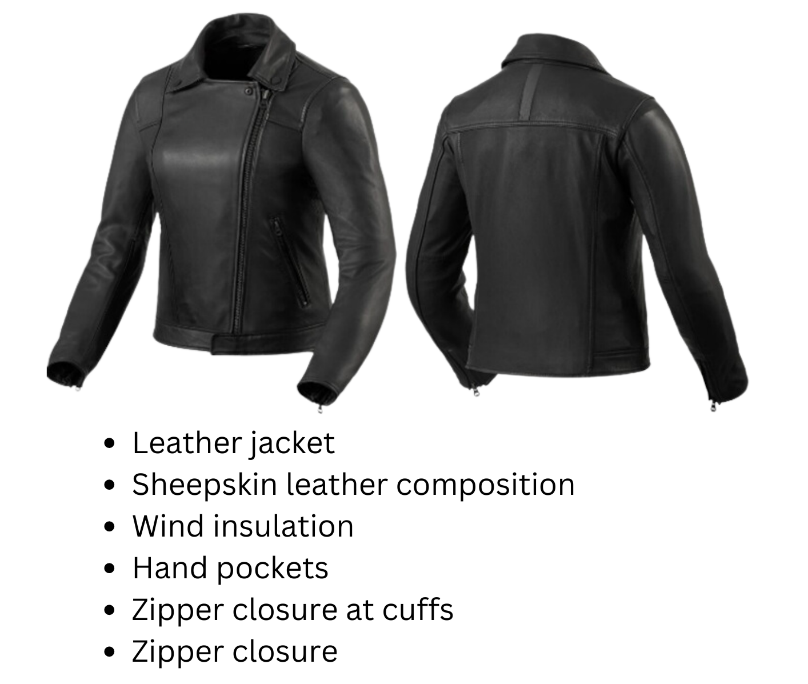 • Leather jacket
• Sheepskin leather composition
• Wind insulation
• Hand pockets
• Zipper closure at cuffs
• Zipper closure